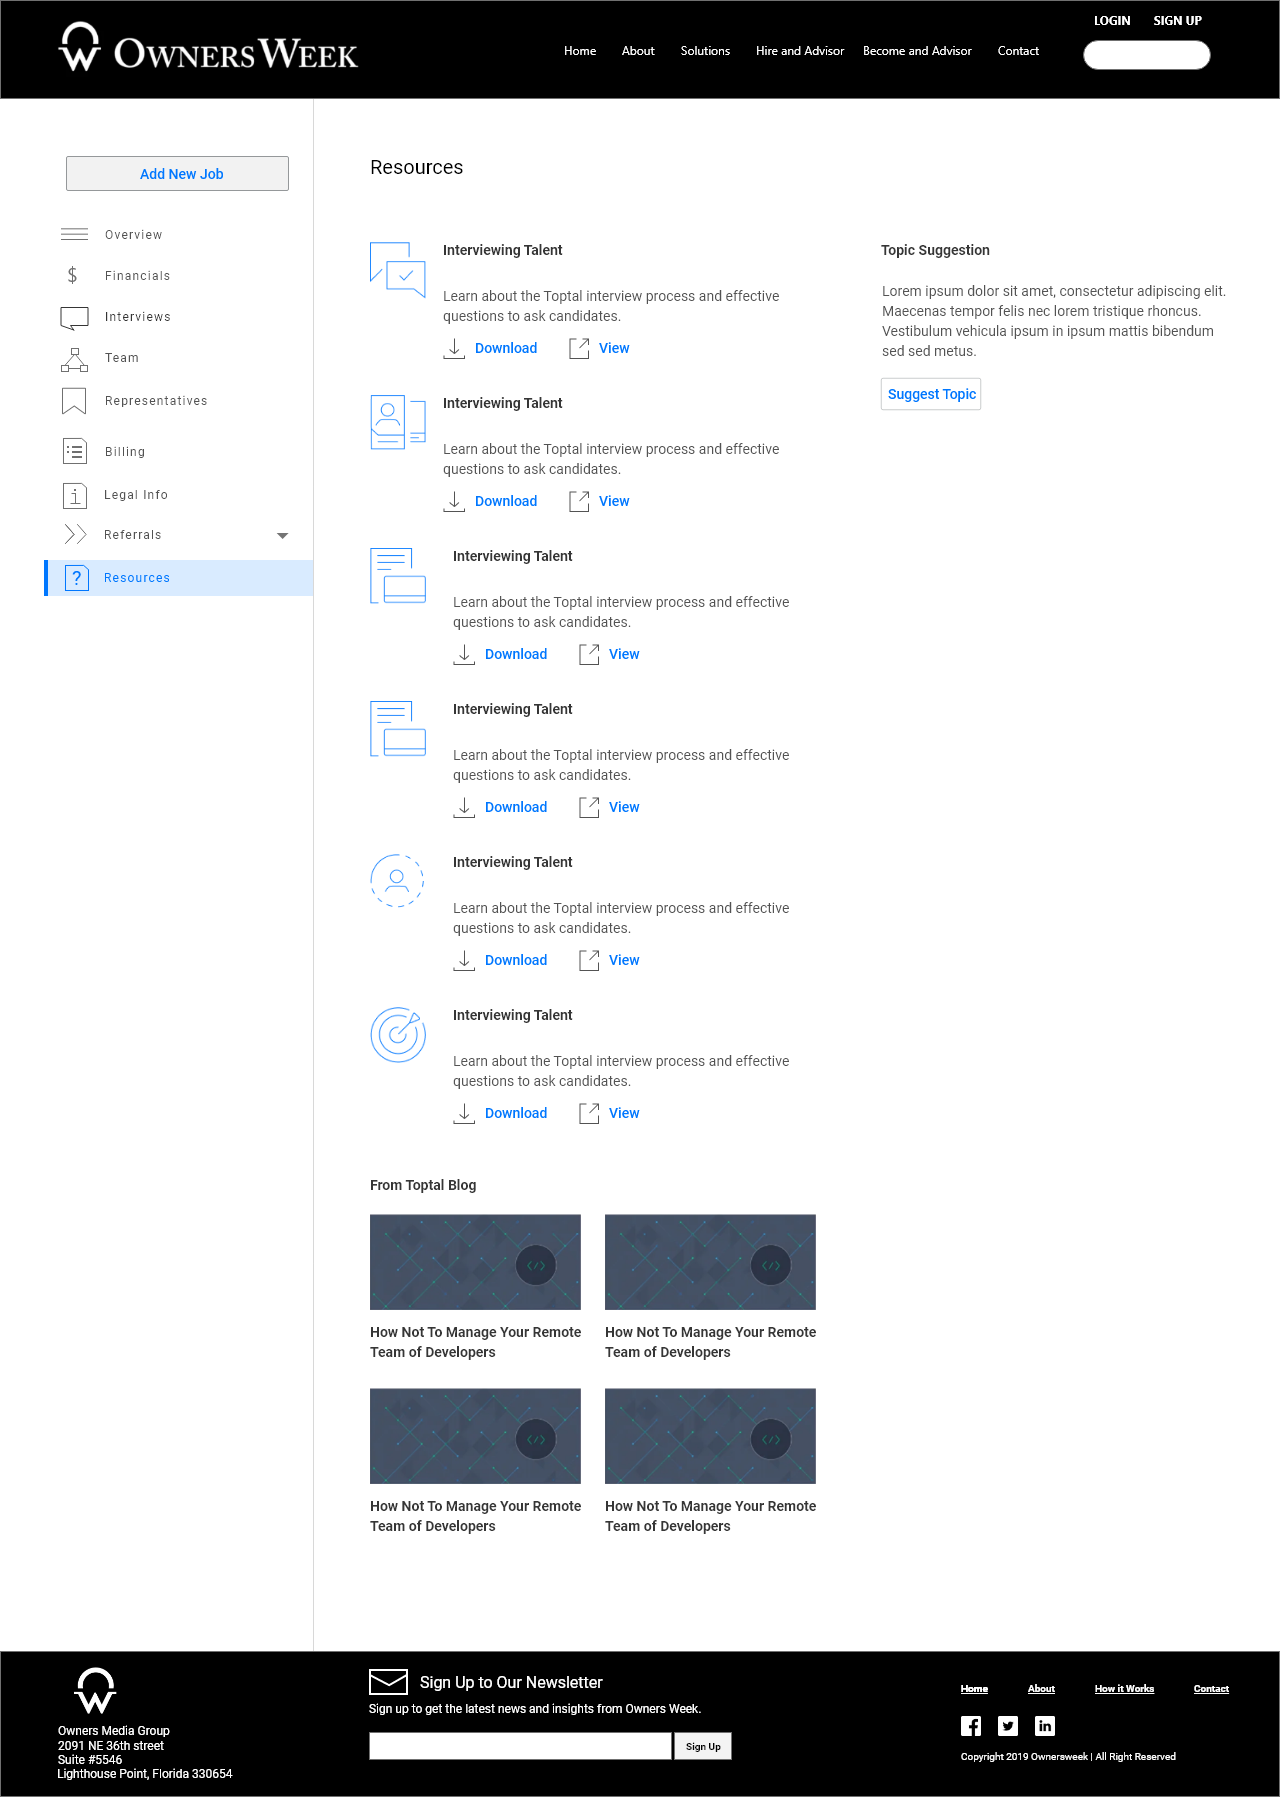 LOGIN SIGN UP
OWNERSWEEK
Home About Solutions Hire and Advisor Become and Advisor Contact
Add New Job
Overview
$ Financials
Interviews
Team
Representatives
Billing
i Legal Info
Referrals
? Resources
Resources
Interviewing Talent
Learn about the Toptal interview process and effective
questions to ask candidates.
Download View
Interviewing Talent
Learn about the Toptal interview process and effective
questions to ask candidates.
Download View
Interviewing Talent
Learn about the Toptal interview process and effective
questions to ask candidates.
Download View
Interviewing Talent
Learn about the Toptal interview process and effective
questions to ask candidates.
Download View
Interviewing Talent
Learn about the Toptal interview process and effective
questions to ask candidates.
Download View
Interviewing Talent
Learn about the Toptal interview process and effective
questions to ask candidates.
Download View
Topic Suggestion
Lorem ipsum dolor sit amet, consectetur adipiscing elit.
Maecenas tempor felis nec lorem tristique rhoncus.
Vestibulum vehicula ipsum in ipsum mattis bibendum
sed sed metus.
Suggest Topic
From Toptal Blog
How Not To Manage Your Remote
Team of Developers
How Not To Manage Your Remote
Team of Developers
How Not To Manage Your Remote
Team of Developers
How Not To Manage Your Remote
Team of Developers
Owners Media Group
2091 NE 36th street
Suite #5546
Lighthouse Point, Florida 330654
Sign Up to Our Newsletter
Sign up to get the latest news and insights from Owners Week.
Sign Up
Home About How it Works Contact
Copyright 2019 Ownersweek | All Right Reserved